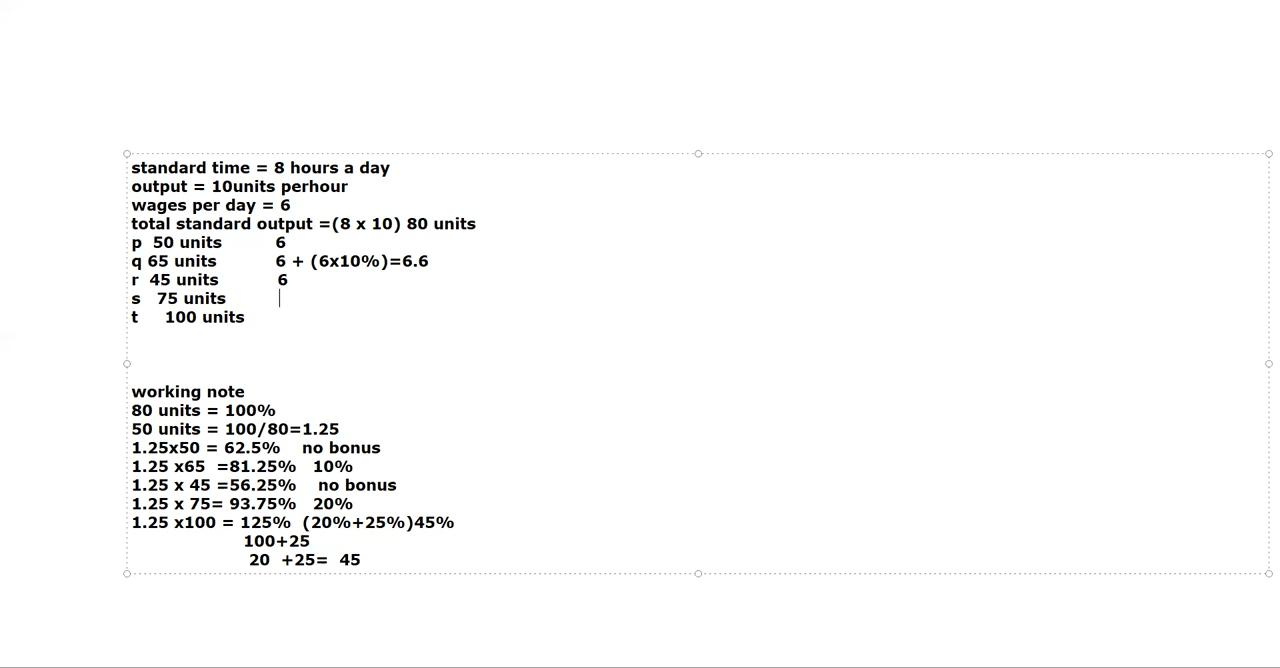 standard time = 8 hours a day
output = 10units perhour
wages per day = 6
total standard output =(8 x 10) 80 units
p 50 units 6
q 65 units 6 + (6x10%)=6.6
r 45 units 6
s 75 units
t 100 units
working note
80 units = 100%
50 units = 100/80=1.25
1.25x50 = 62.5% no bonus
1.25 x65 =81.25% 10%
1.25 x 45 =56.25% no bonus
1.25 x 75= 93.75% 20%
1.25 x100 = 125% (20%+25%)45%
100+25
20 +25= 45